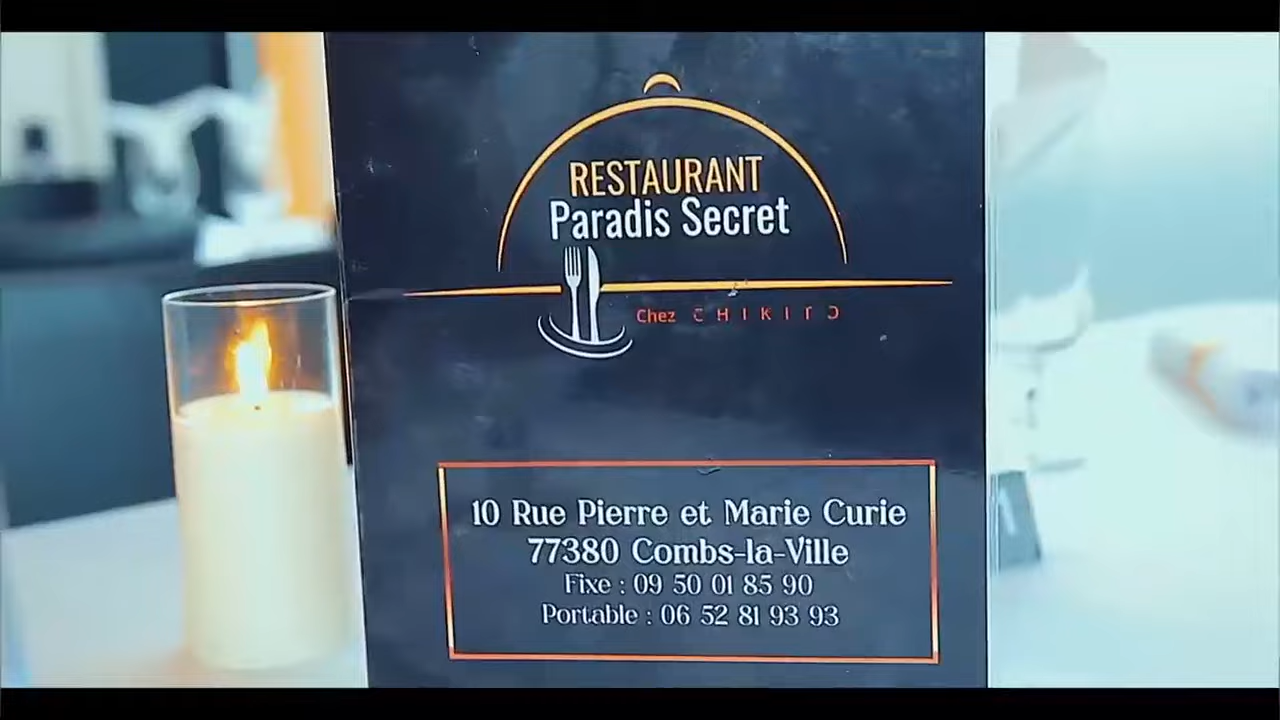 RESTAURANT
Paradis Secret
Chez CHIKITO
10 Rue Pierre et Marie Curie
77380 Combs-la-Ville
Fixe : 09 50 01 85 90
Portable : 06 52 81 93 93